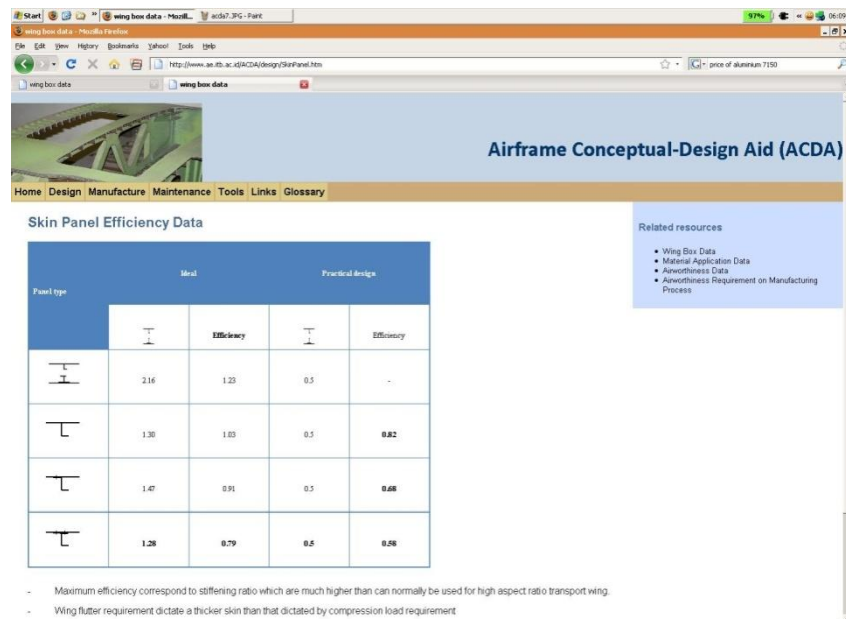 Start
»
wing box data - Mozill...
acda7.JPG - Paint
97%
«
06:09
wing box data - Mozilla Firefox
File Edit View History Bookmarks Yahoo! Tools Help
http://www.ae.itb.ac.id/ACDA/design/SkinPanel.htm
price of aluminium 7150
wing box data
wing box data
Airframe Conceptual-Design Aid (ACDA)
Home Design Manufacture Maintenance Tools Links Glossary
Skin Panel Efficiency Data
Related resources
Wing Box Data
Material Application Data
Airworthiness Data
Airworthiness Requirement on Manufacturing
Process
Panel type Ideal Practical design
Efficiency Efficiency
2.16 1.23 0.5 -
1.30 1.03 0.5 0.82
1.47 0.91 0.5 0.68
1.28 0.79 0.5 0.58
- Maximum efficiency correspond to stiffening ratio which are much higher than can normally be used for high aspect ratio transport wing.
- Wing flutter requirement dictate a thicker skin than that dictated by compression load requirement